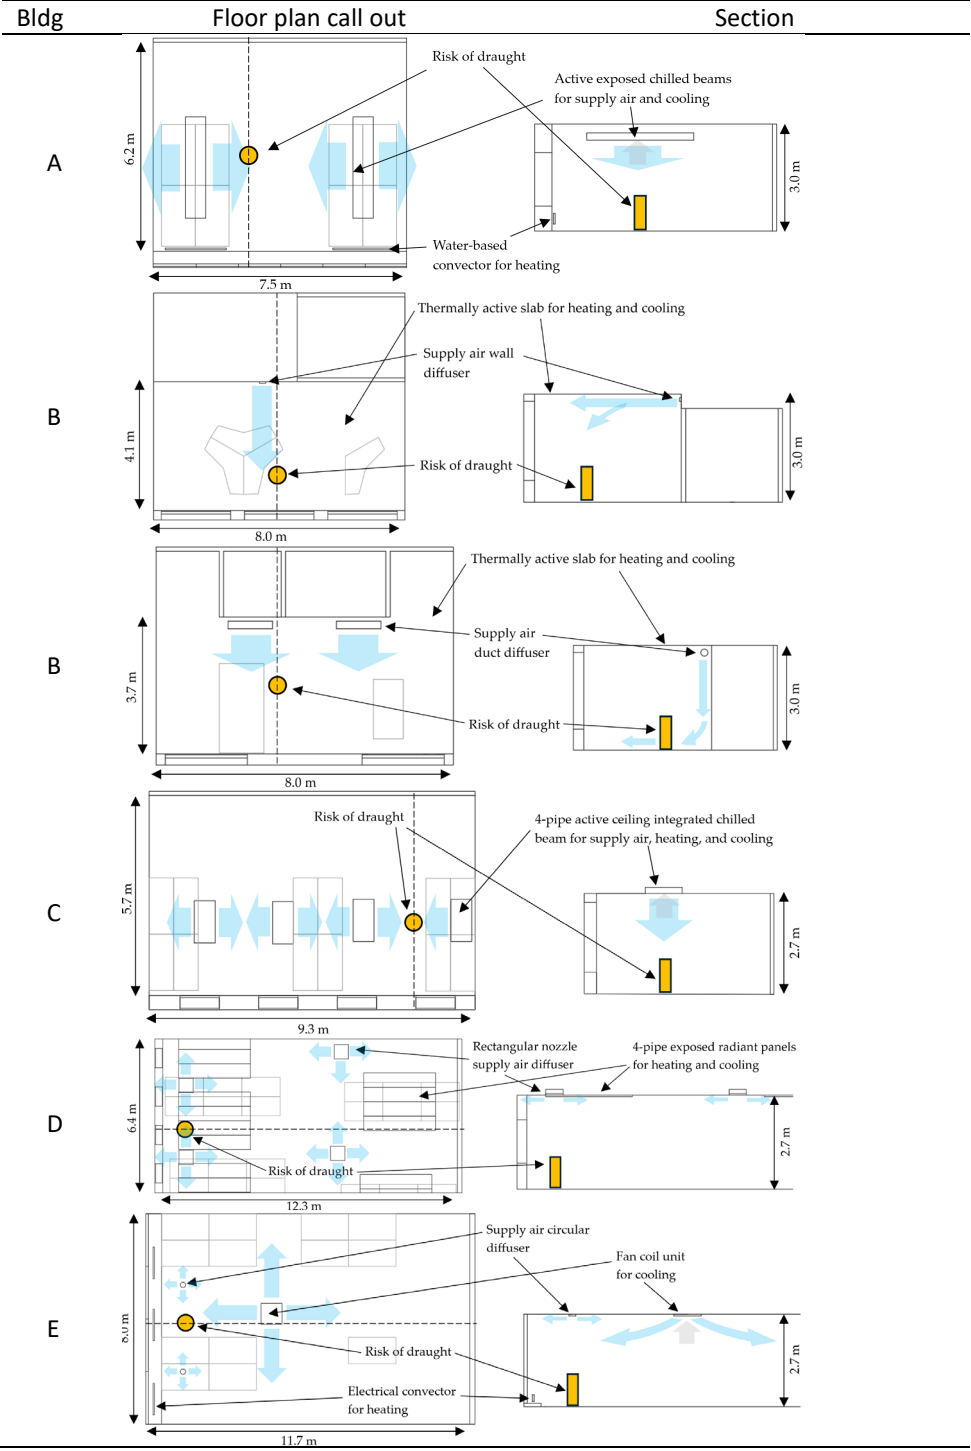 Bldg Floor plan call out Section
Risk of draught
Active exposed chilled beams
for supply air and cooling
A
6.2 m
3.0 m
Water-based
convector for heating
7.5 m
Thermally active slab for heating and cooling
Supply air wall
diffuser
B
4.1 m
3.0 m
Risk of draught
8.0 m
Thermally active slab for heating and cooling
Supply air
duct diffuser
B
3.7 m
3.0 m
Risk of draught
8.0 m
Risk of draught
4-pipe active ceiling integrated chilled
beam for supply air, heating, and cooling
C
5.7 m
2.7 m
9.3 m
Rectangular nozzle
supply air diffuser
4-pipe exposed radiant panels
for heating and cooling
D
6.4 m
2.7 m
Risk of draught
12.3 m
Supply air circular
diffuser
Fan coil unit
for cooling
E
8.0 m
2.7 m
Risk of draught
Electrical convector
for heating
11.7 m